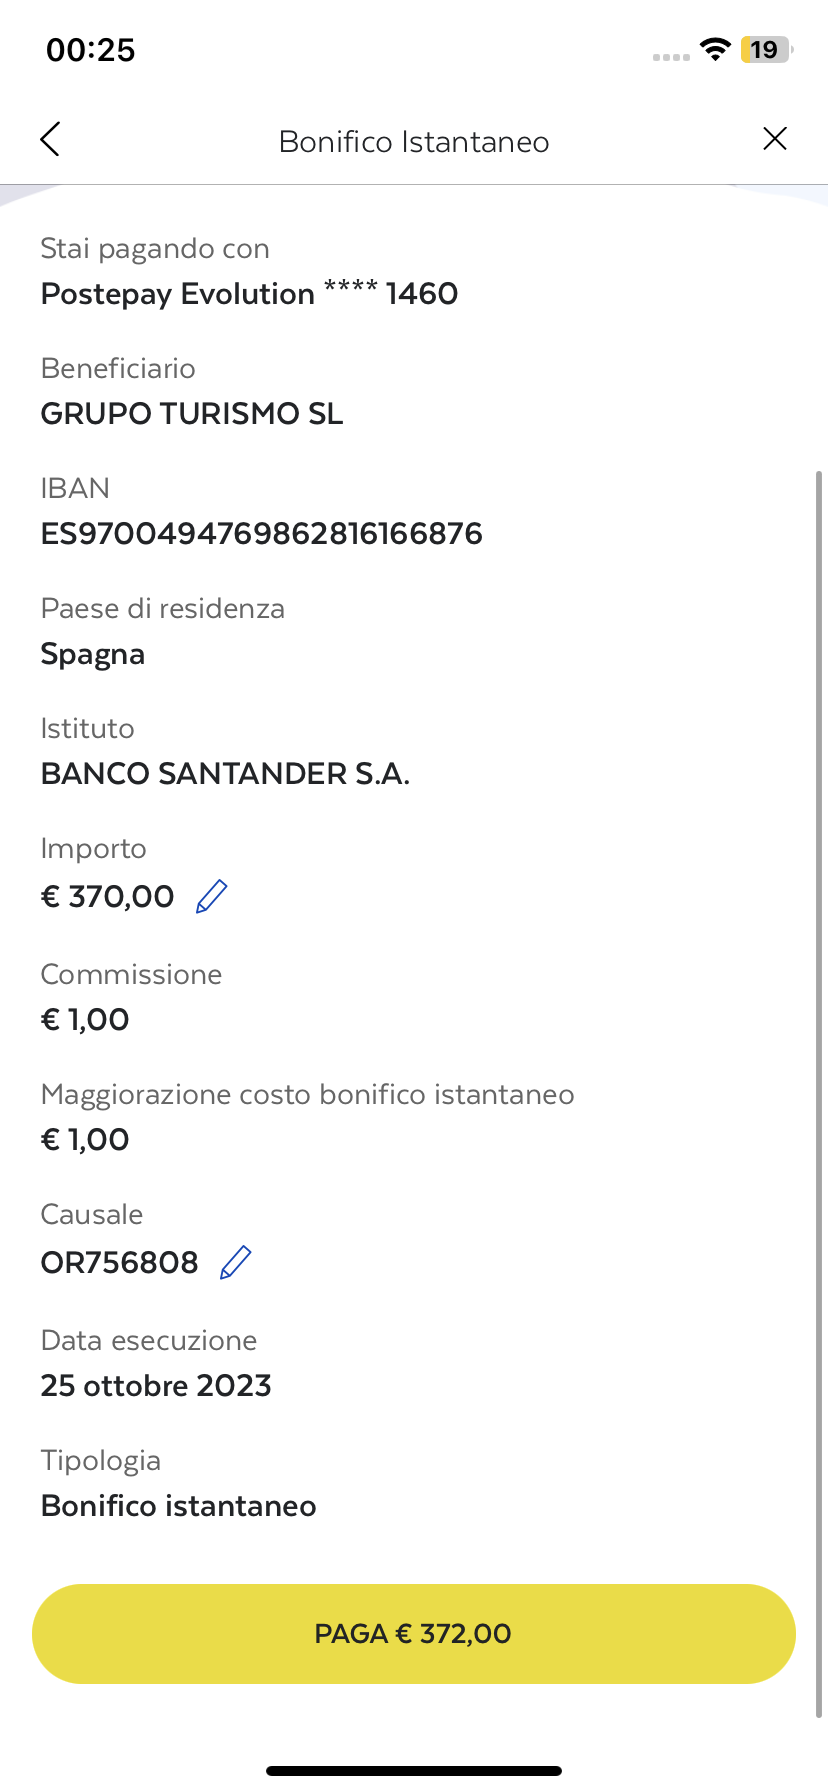 00:25
19
Bonifico Istantaneo
Stai pagando con
Postepay Evolution **** 1460
Beneficiario
GRUPO TURISMO SL
IBAN
ES9700494769862816166876
Paese di residenza
Spagna
Istituto
BANCO SANTANDER S.A.
Importo
€ 370,00
Commissione
€ 1,00
Maggiorazione costo bonifico istantaneo
€ 1,00
Causale
OR756808
Data esecuzione
25 ottobre 2023
Tipologia
Bonifico istantaneo
PAGA € 372,00